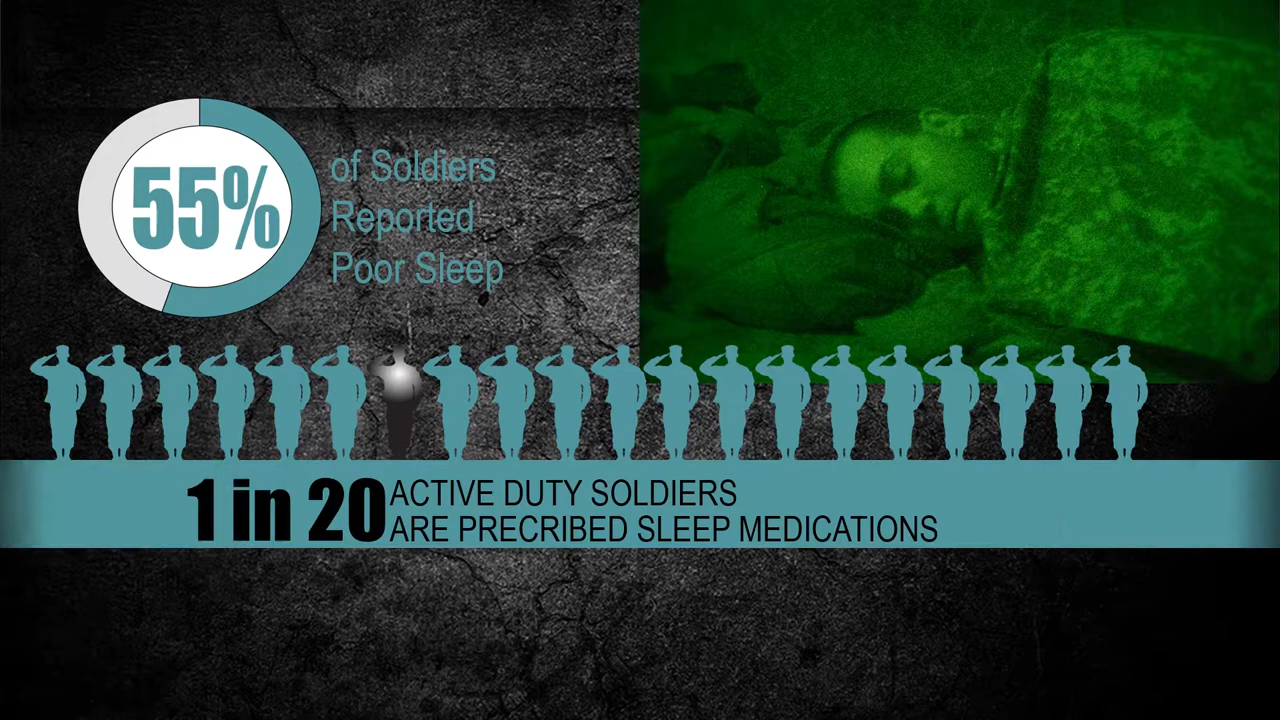 55%
of Soldiers
Reported
Poor Sleep
1 in 20
ACTIVE DUTY SOLDIERS
ARE PRECRIBED SLEEP MEDICATIONS